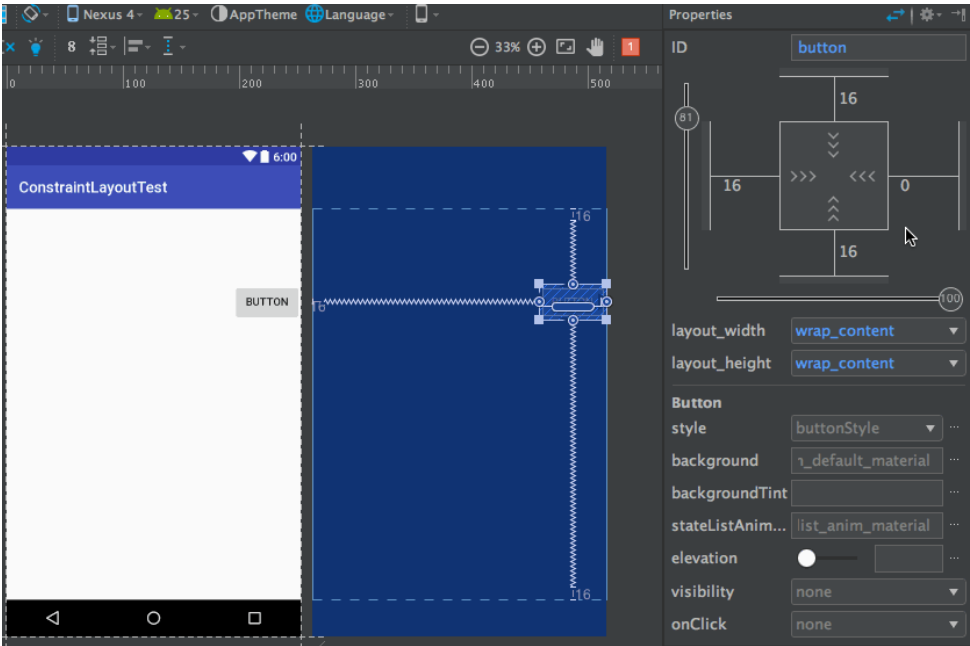 Nexus 4 25 AppTheme Language
Properties
8 33% 1
ID button
0 100 200 300 400 500
16
81
16 0
16
100
6:00
ConstraintLayoutTest
BUTTON
16
16
16
layout_width wrap_content
layout_height wrap_content
Button
style buttonStyle ...
background n_default_material ...
backgroundTint ...
stateListAnim... list_anim_material ...
elevation ...
visibility none
onClick none